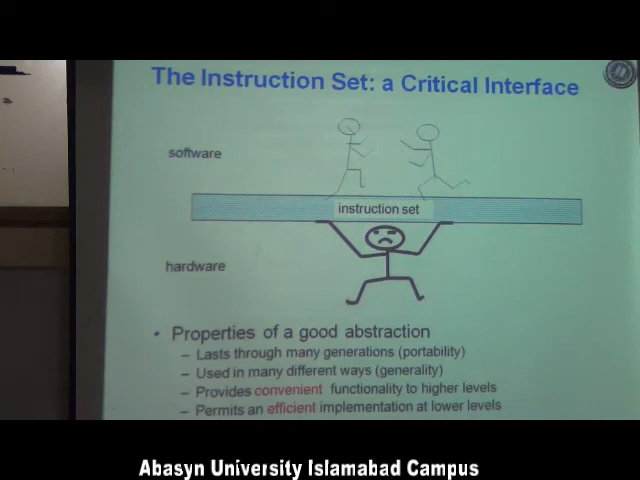 The Instruction Set: a Critical Interface
software
instruction set
hardware
• Properties of a good abstraction
– Lasts through many generations (portability)
– Used in many different ways (generality)
– Provides convenient functionality to higher levels
– Permits an efficient implementation at lower levels
Abasyn University Islamabad Campus